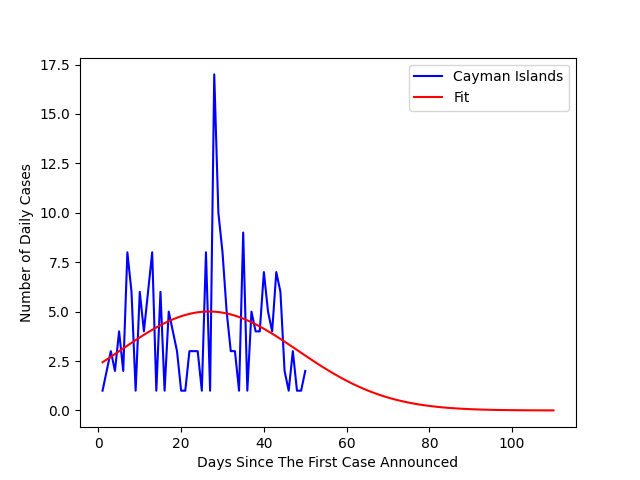 Cayman Islands
Fit
17.5
15.0
12.5
10.0
7.5
5.0
2.5
0.0
Number of Daily Cases
0 20 40 60 80 100
Days Since The First Case Announced